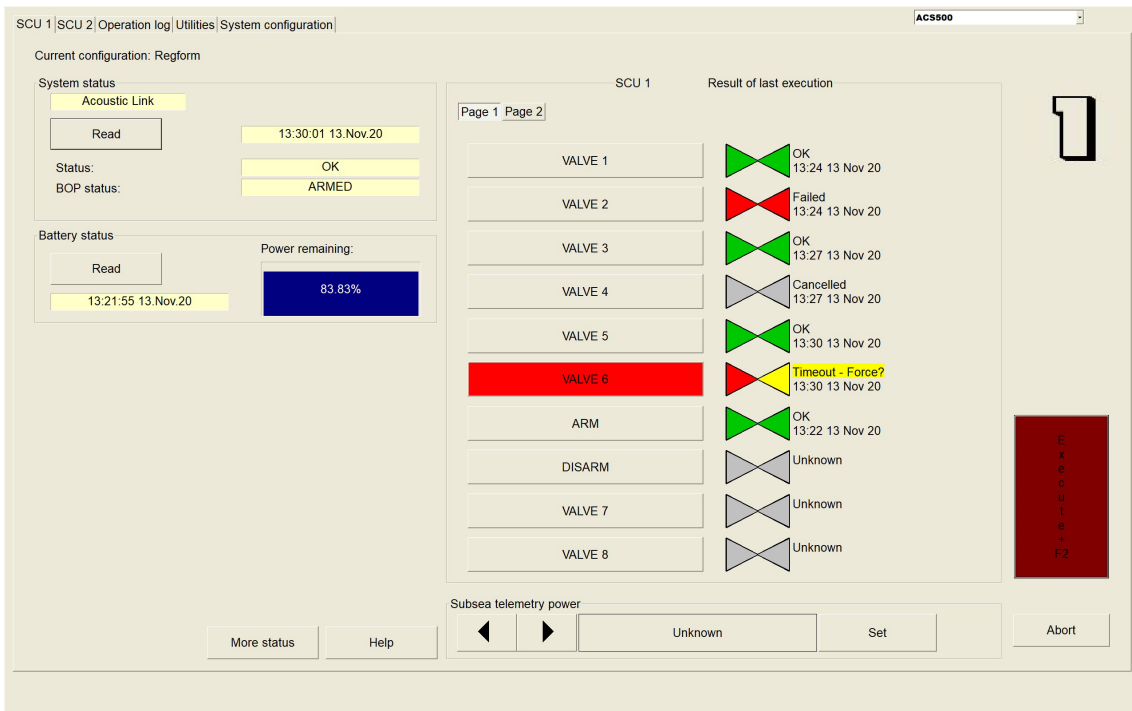 ACS500
SCU 1 SCU 2 Operation log Utilities System configuration
Current configuration: Regform
System status
Acoustic Link
Read
13:30:01 13.Nov.20
Status:
OK
BOP status:
ARMED
Battery status
Read
13:21:55 13.Nov.20
Power remaining:
83.83%
More status
Help
SCU 1
Result of last execution
Page 1 Page 2
VALVE 1
OK
13:24 13 Nov 20
VALVE 2
Failed
13:24 13 Nov 20
VALVE 3
OK
13:27 13 Nov 20
VALVE 4
Cancelled
13:27 13 Nov 20
VALVE 5
OK
13:30 13 Nov 20
VALVE 6
Timeout - Force?
13:30 13 Nov 20
ARM
OK
13:22 13 Nov 20
DISARM
Unknown
VALVE 7
Unknown
VALVE 8
Unknown
Subsea telemetry power
Unknown
Set
1
Execute+
F2
Abort